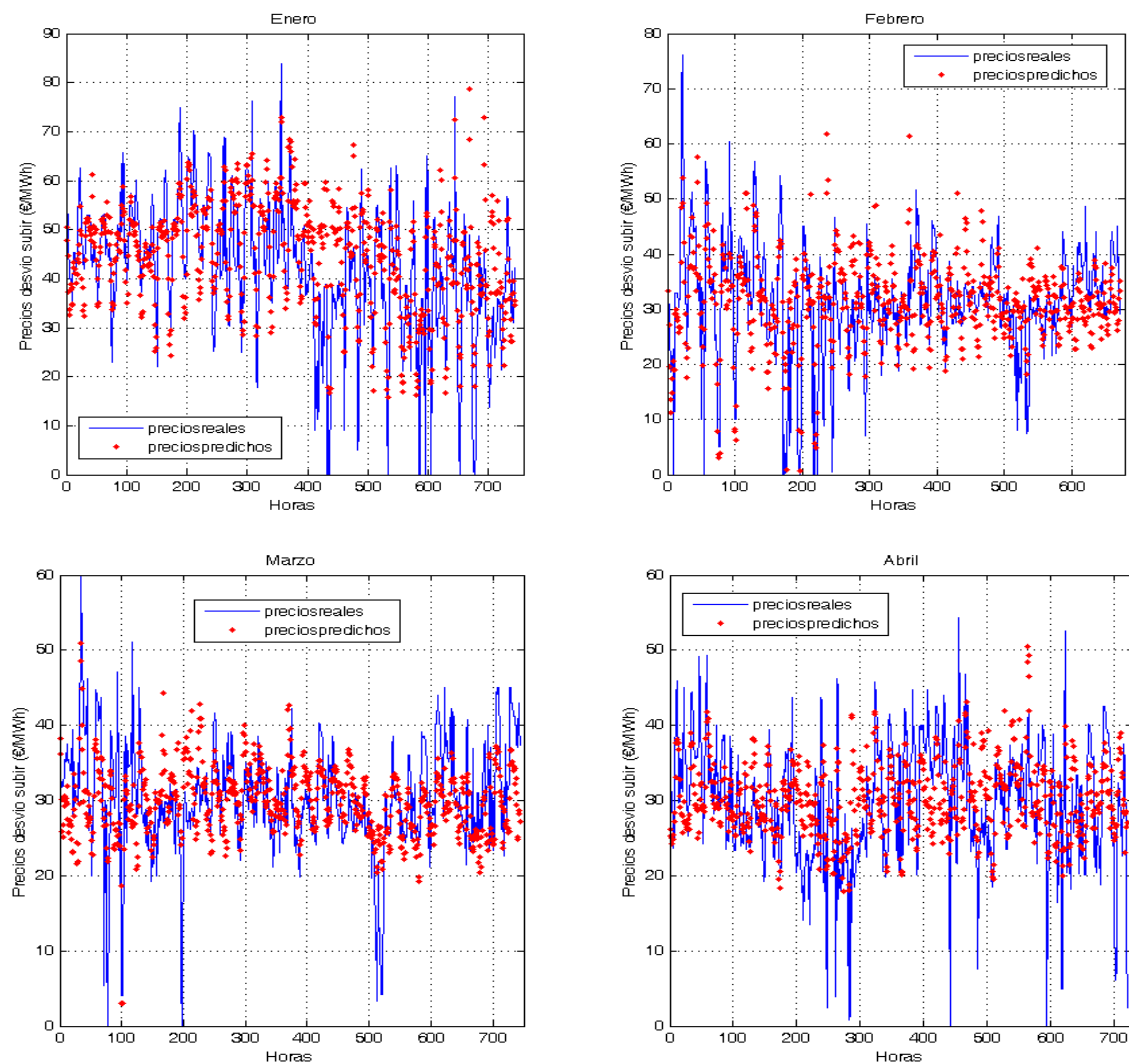 Enero
Precios desvio subir (€/MWh)
90
80
70
60
50
40
30
20
10
0
preciosreales
preciospredichos
0 100 200 300 400 500 600 700
Horas
Febrero
Precios desvio subir (€/MWh)
80
70
60
50
40
30
20
10
0
preciosreales
preciospredichos
0 100 200 300 400 500 600
Horas
Marzo
Precios desvio subir (€/MWh)
60
50
40
30
20
10
0
preciosreales
preciospredichos
0 100 200 300 400 500 600 700
Horas
Abril
Precios desvio subir (€/MWh)
60
50
40
30
20
10
0
preciosreales
preciospredichos
0 100 200 300 400 500 600 700
Horas